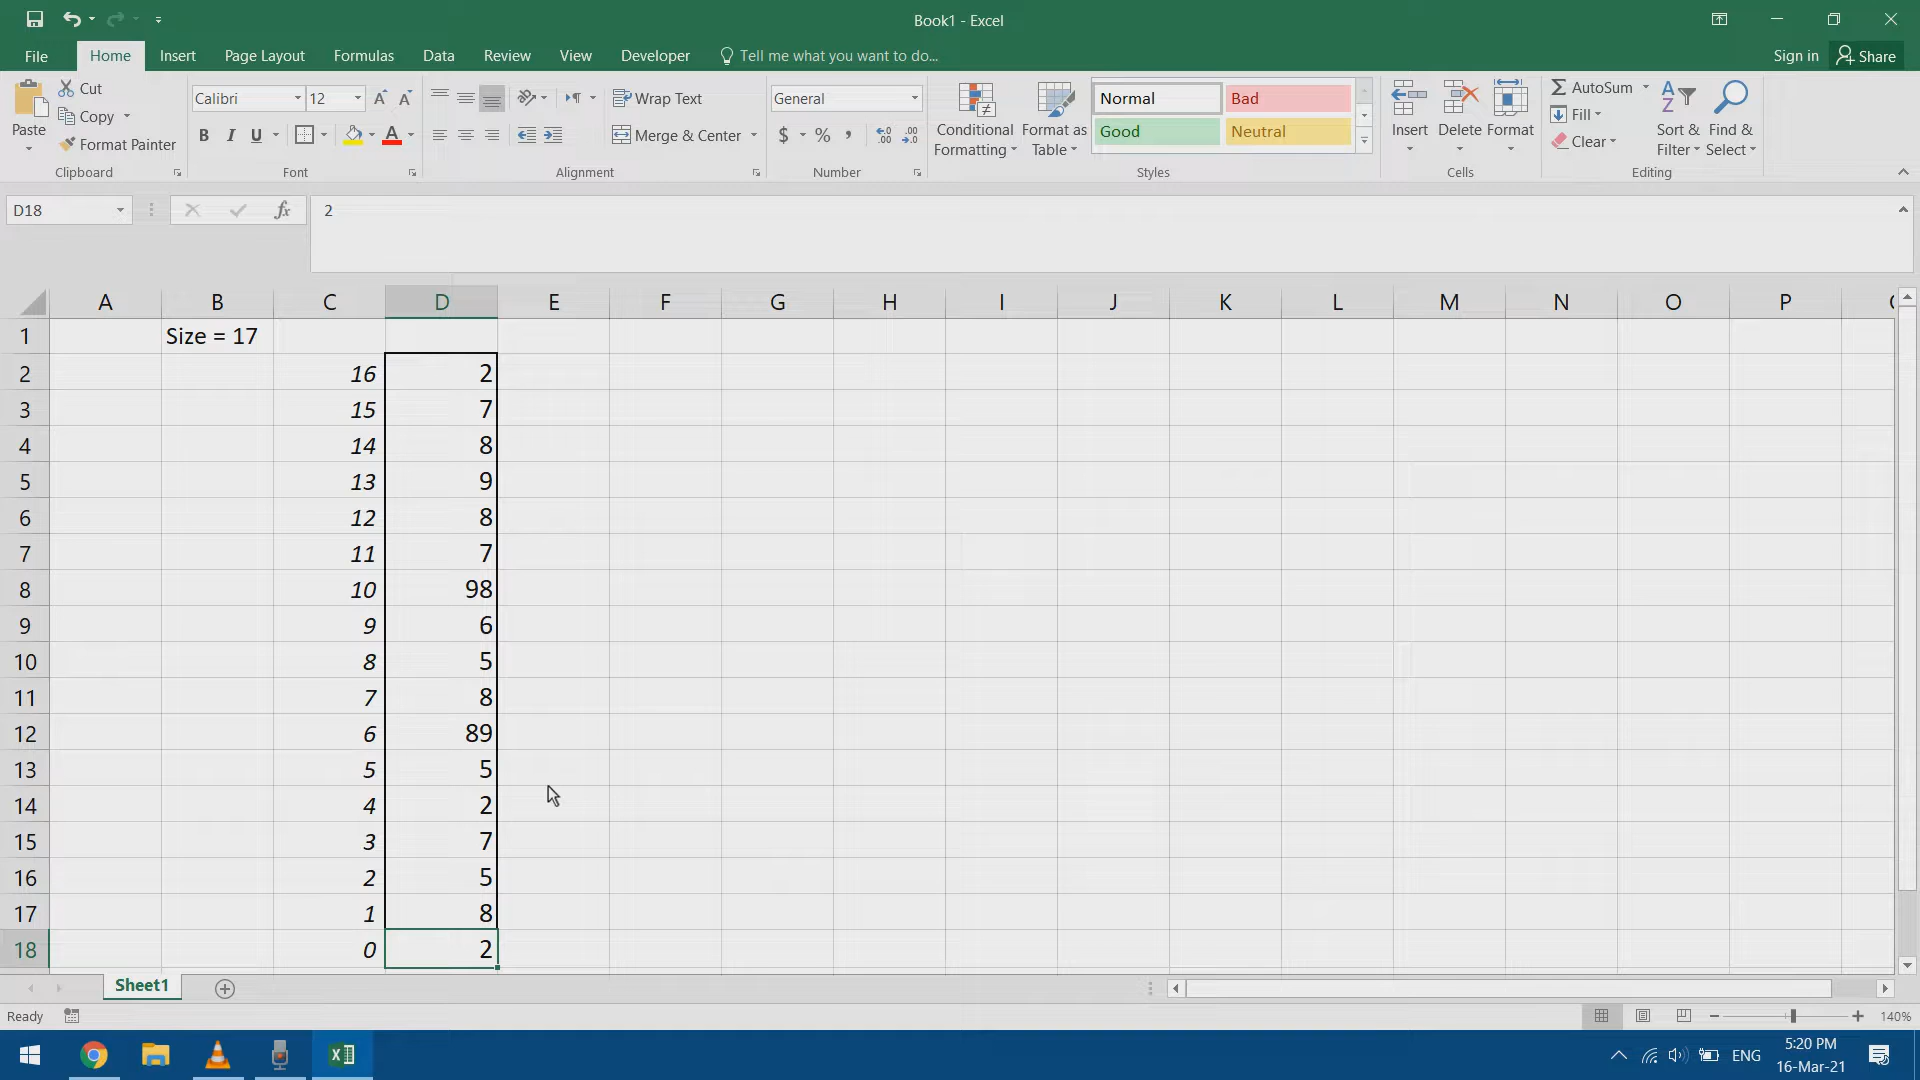 Book1 - Excel
File Home Insert Page Layout Formulas Data Review View Developer Tell me what you want to do... Sign in Share
Paste
Cut
Copy
Format Painter
Clipboard
Calibri 12
B I U A
Font
Wrap Text
Merge & Center
Alignment
General
$ % ,
Number
Conditional Formatting
Format as Table
Normal Bad
Good Neutral
Styles
Insert Delete Format
Cells
AutoSum
Fill
Clear
Sort & Filter
Find & Select
Editing
D18 fx 2
A B C D E F G H I J K L M N O P
1 Size = 17
2 16 2
3 15 7
4 14 8
5 13 9
6 12 8
7 11 7
8 10 98
9 9 6
10 8 5
11 7 8
12 6 89
13 5 5
14 4 2
15 3 7
16 2 5
17 1 8
18 0 2
Sheet1
Ready 140%
ENG
5:20 PM
16-Mar-21